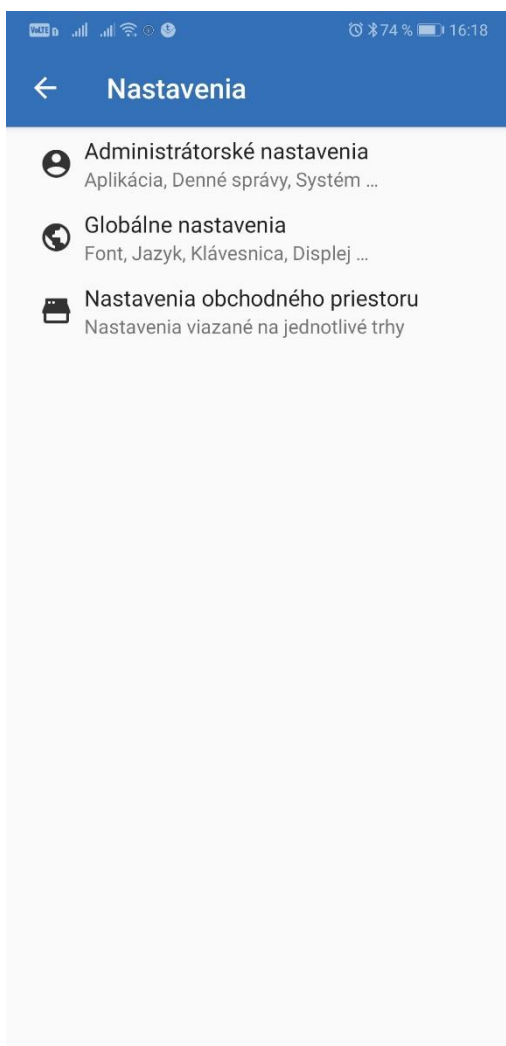 VoLTE 74 % 16:18
Nastavenia
Administrátorské nastavenia
Aplikácia, Denné správy, Systém ...
Globálne nastavenia
Font, Jazyk, Klávesnica, Displej ...
Nastavenia obchodného priestoru
Nastavenia viazané na jednotlivé trhy